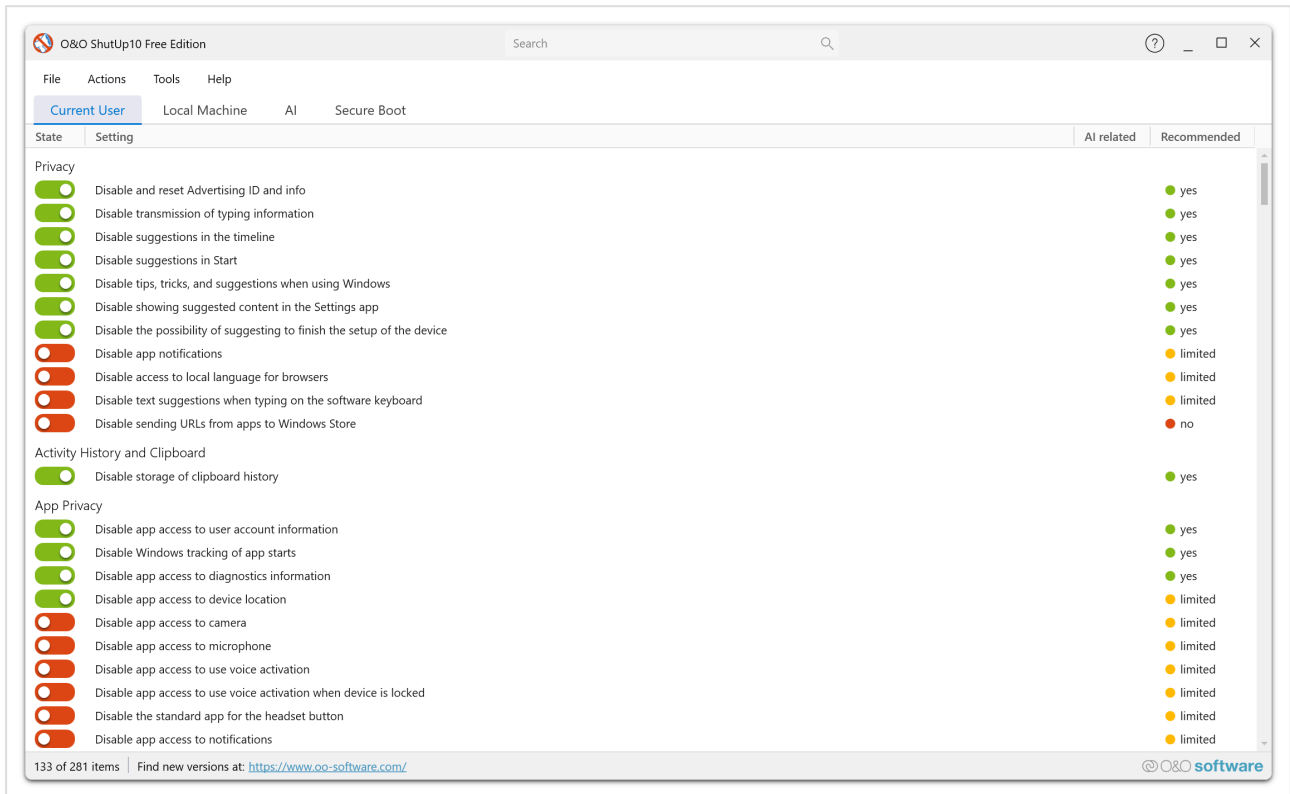 O&O ShutUp10 Free Edition
Search
?
File Actions Tools Help
Current User Local Machine AI Secure Boot
State Setting AI related Recommended
Privacy
Disable and reset Advertising ID and info yes
Disable transmission of typing information yes
Disable suggestions in the timeline yes
Disable suggestions in Start yes
Disable tips, tricks, and suggestions when using Windows yes
Disable showing suggested content in the Settings app yes
Disable the possibility of suggesting to finish the setup of the device yes
Disable app notifications limited
Disable access to local language for browsers limited
Disable text suggestions when typing on the software keyboard limited
Disable sending URLs from apps to Windows Store no
Activity History and Clipboard
Disable storage of clipboard history yes
App Privacy
Disable app access to user account information yes
Disable Windows tracking of app starts yes
Disable app access to diagnostics information yes
Disable app access to device location limited
Disable app access to camera limited
Disable app access to microphone limited
Disable app access to use voice activation limited
Disable app access to use voice activation when device is locked limited
Disable the standard app for the headset button limited
Disable app access to notifications limited
133 of 281 items Find new versions at: https://www.oo-software.com/ O&O software